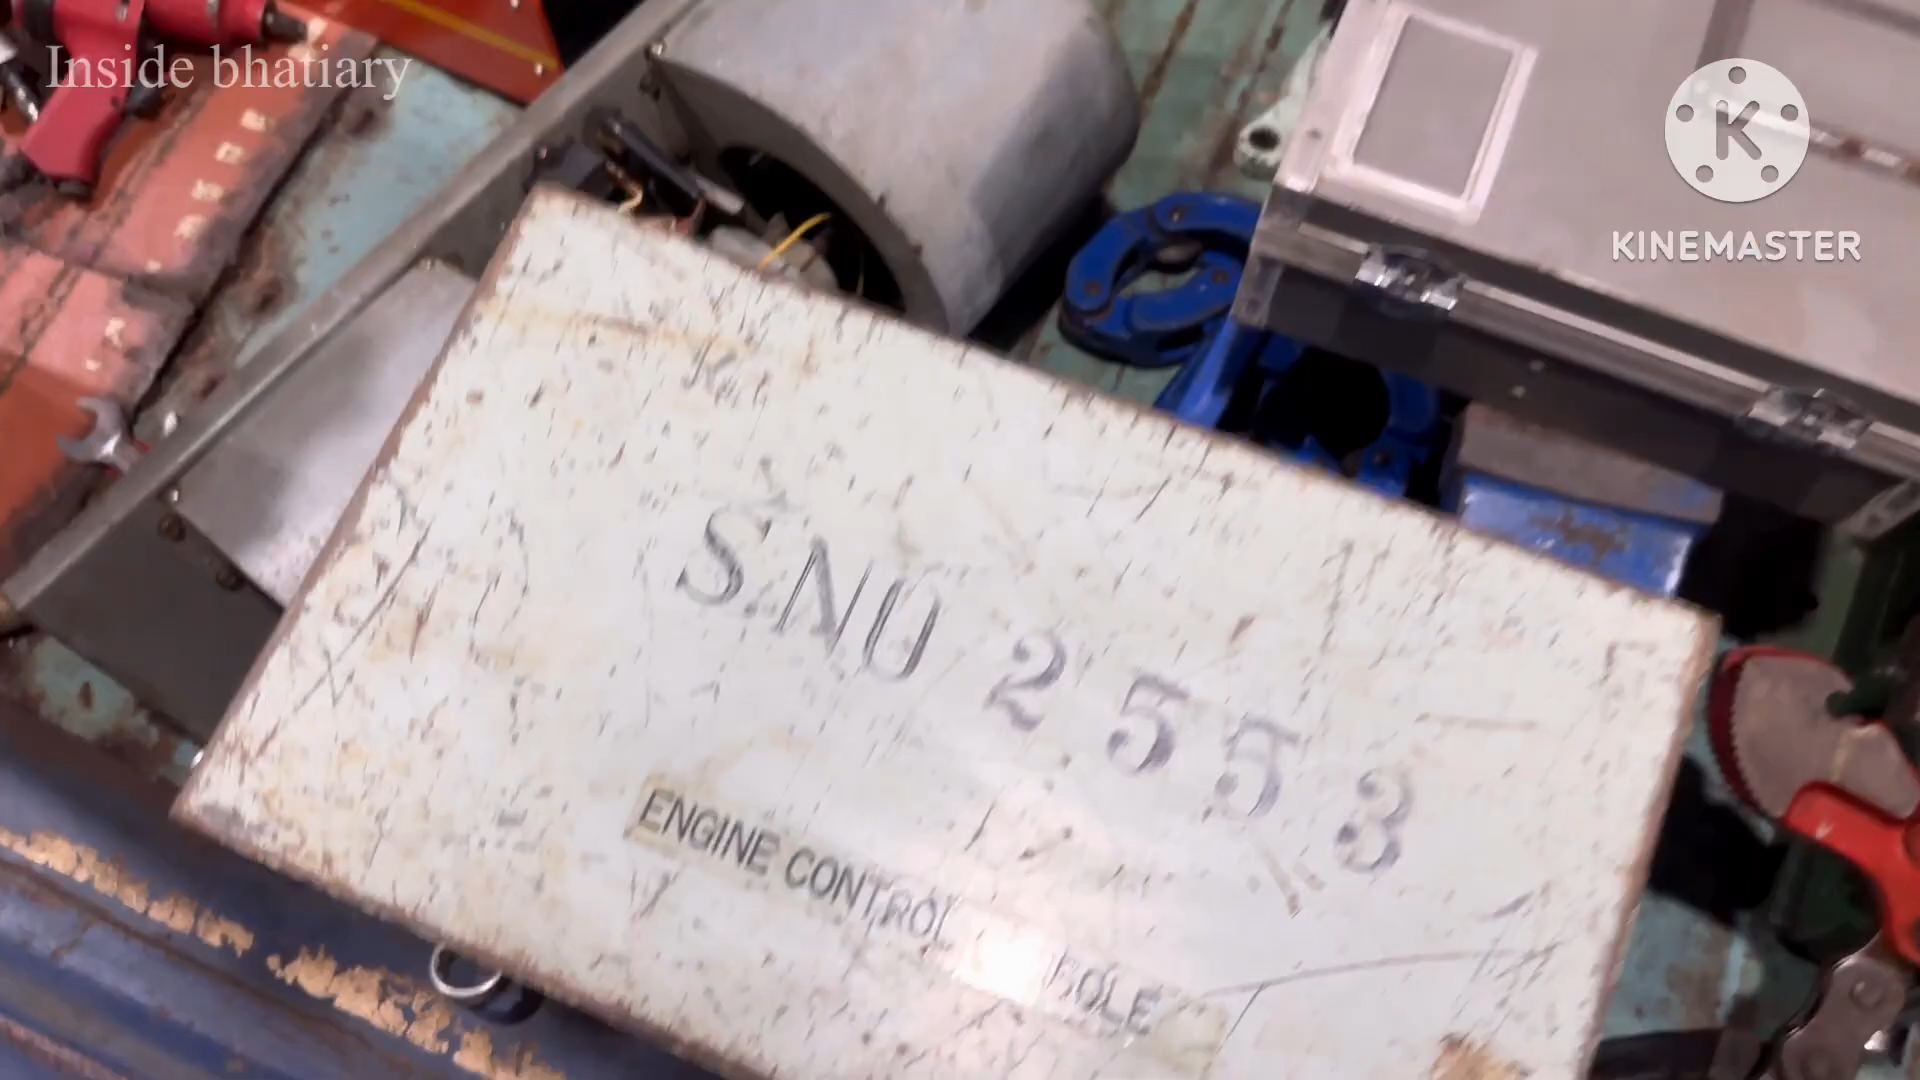 Inside bhatiary
K
KINEMASTER
SNU 2553
ENGINE CONTROL